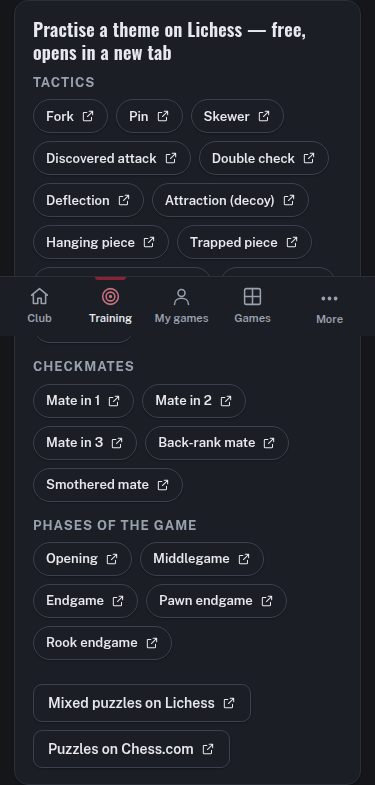 Practise a theme on Lichess — free,
opens in a new tab
TACTICS
Fork Pin Skewer
Discovered attack Double check
Deflection Attraction (decoy)
Hanging piece Trapped piece
Club Training My games Games More
CHECKMATES
Mate in 1 Mate in 2
Mate in 3 Back-rank mate
Smothered mate
PHASES OF THE GAME
Opening Middlegame
Endgame Pawn endgame
Rook endgame
Mixed puzzles on Lichess
Puzzles on Chess.com